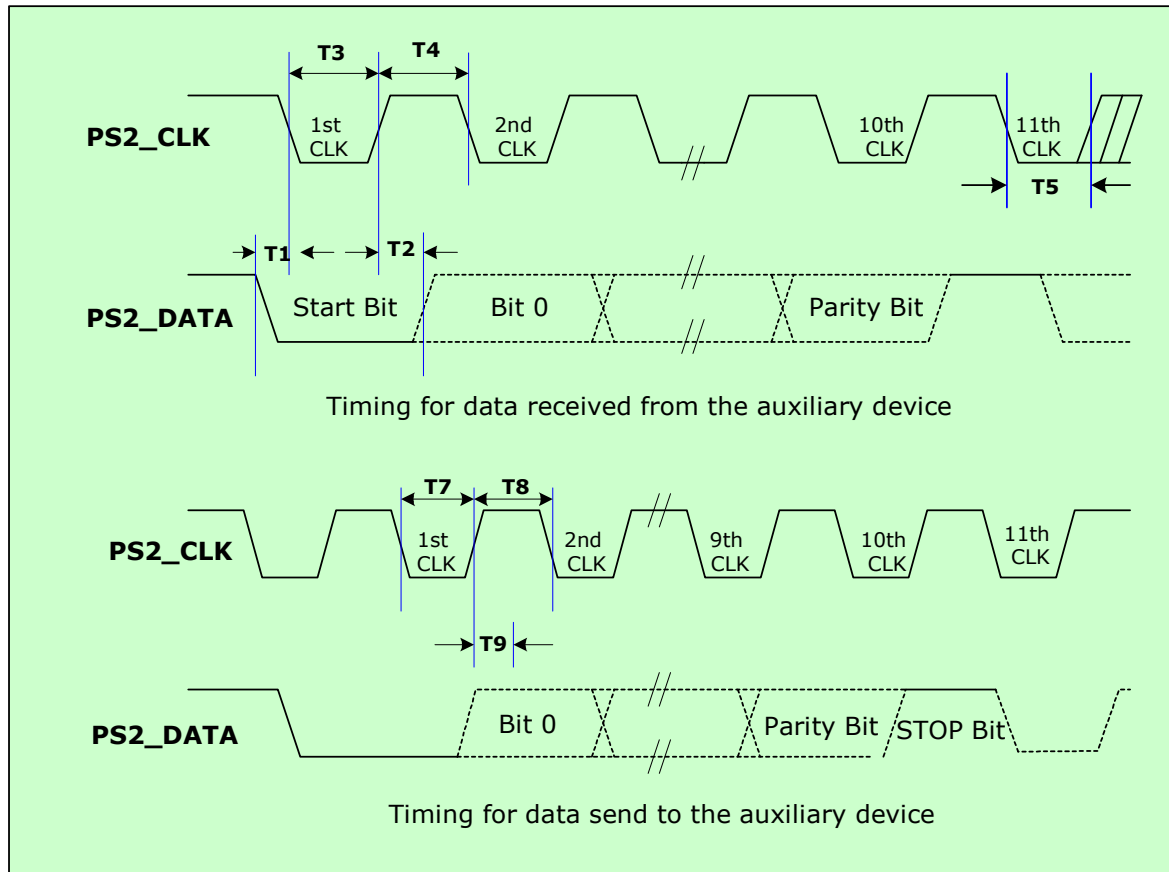 T3 T4
PS2_CLK
1st CLK
2nd CLK
10th CLK
11th CLK
T5
T1 T2
PS2_DATA
Start Bit
Bit 0
Parity Bit
Timing for data received from the auxiliary device
T7 T8
PS2_CLK
1st CLK
2nd CLK
9th CLK
10th CLK
11th CLK
T9
PS2_DATA
Bit 0
Parity Bit
STOP Bit
Timing for data send to the auxiliary device